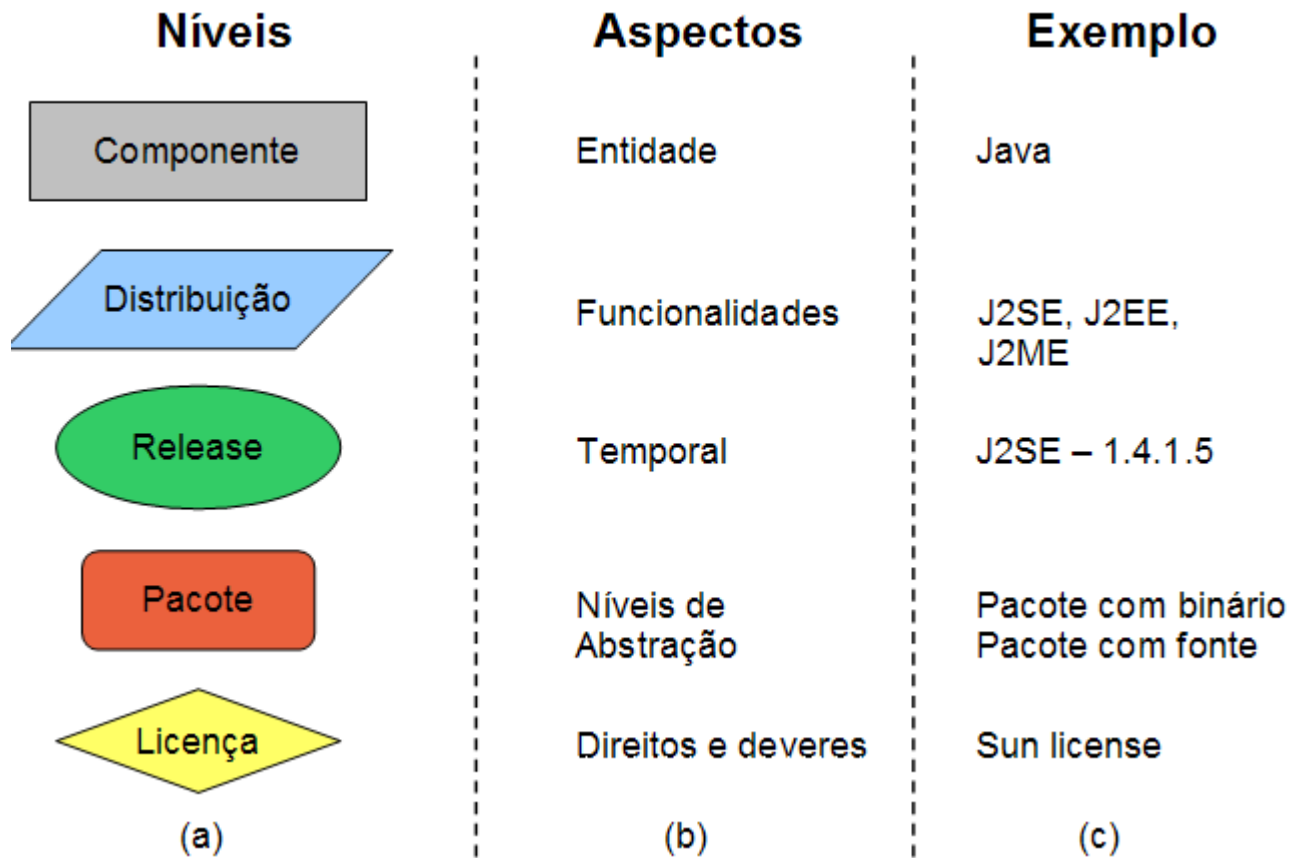 Níveis Aspectos Exemplo
Componente Entidade Java
Distribuição Funcionalidades J2SE, J2EE,
J2ME
Release Temporal J2SE – 1.4.1.5
Pacote Níveis de Pacote com binário
Abstração Pacote com fonte
Licença Direitos e deveres Sun license
(a) (b) (c)